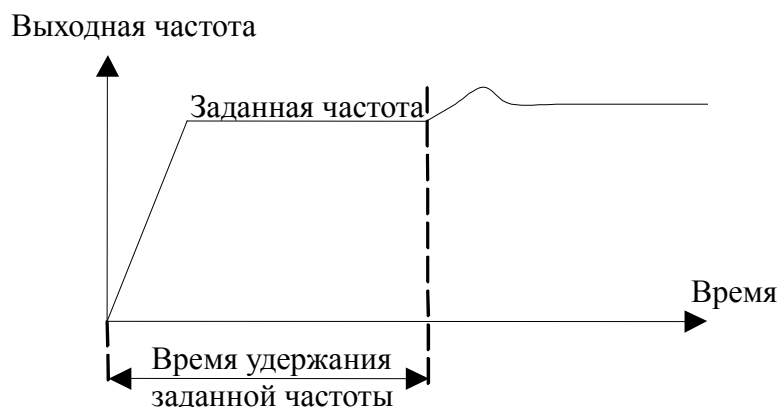 Выходная частота
Заданная частота
Время
Время удержания
заданной частоты